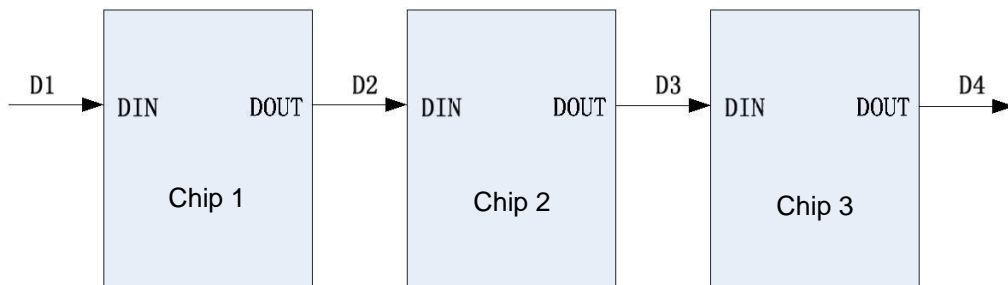 D1 D2 D3 D4
DIN DOUT DIN DOUT DIN DOUT
Chip 1 Chip 2 Chip 3